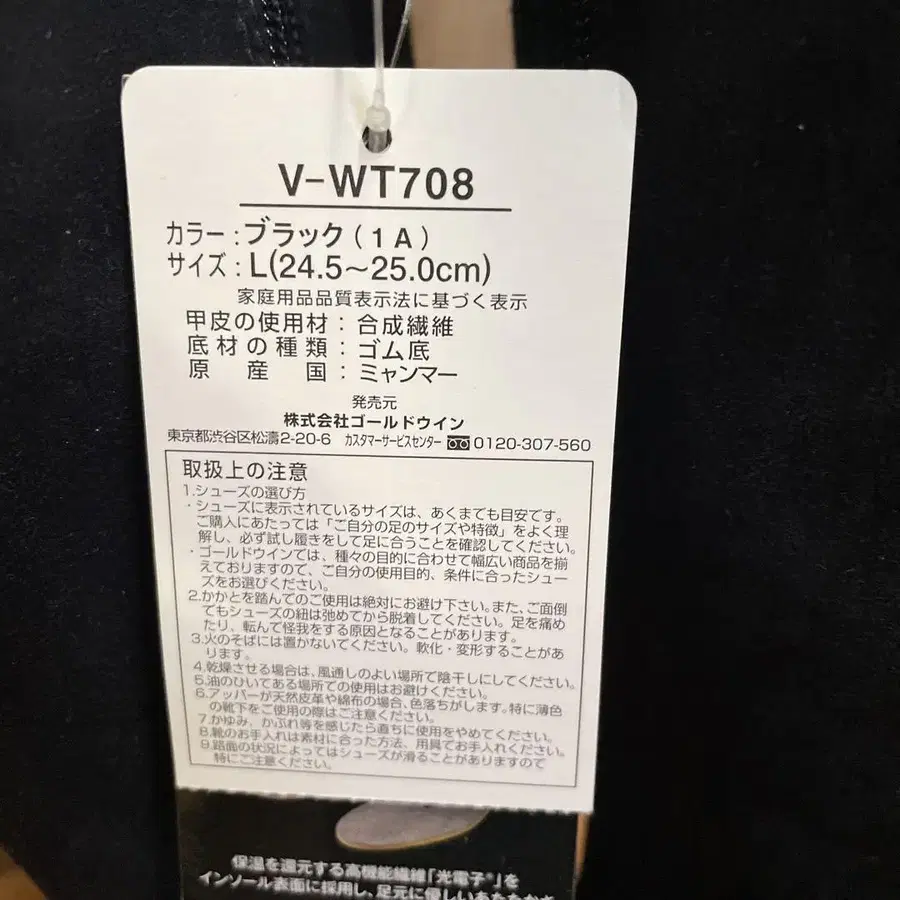 V-WT708
カラー：ブラック（1A）
サイズ：L(24.5～25.0cm)
家庭用品品質表示法に基づく表示
甲皮の使用材：合成繊維
底材の種類：ゴム底
原産国：ミャンマー
発売元
株式会社ゴールドウイン
東京都渋谷区松濤2-20-6 カスタマーサービスセンター 0120-307-560
取扱上の注意
1.シューズの選び方
・シューズに表示されているサイズは、あくまでも目安です。
ご購入にあたっては「ご自分の足のサイズや特徴」をよく理
解し、必ず試し履きをして足に合うことを確認してください。
・ゴールドウインでは、種々の目的に合わせて幅広い商品を揃
えておりますので、ご自分の使用目的、条件に合ったシュー
ズをお選びください。
2.かかとを踏んでのご使用は絶対にお避け下さい。また、ご面倒
でもシューズの紐は弛めてから脱着してください。足を痛め
たり、転んで怪我をする原因となることがあります。
3.火のそばには置かないでください。軟化・変形することがあ
ります。
4.乾燥させる場合は、風通しのよい場所で陰干しにしてください。
5.油のひいてある場所での使用はお避けください。
6.アッパーが天然皮革や綿布の場合、色落ちがします。特に薄色
の靴下をご使用の際はご注意ください。
7.かゆみ、かぶれ等を感じたら直ちに使用をやめてください。
8.靴のお手入れは素材に合った方法、用具でお手入れください。
9.路面の状況によってはシューズが滑ることがありますので
特にご注意ください。
保温を還元する高機能繊維「光電子®」を
インソール表面に採用し、足元に優しいあたたかさ